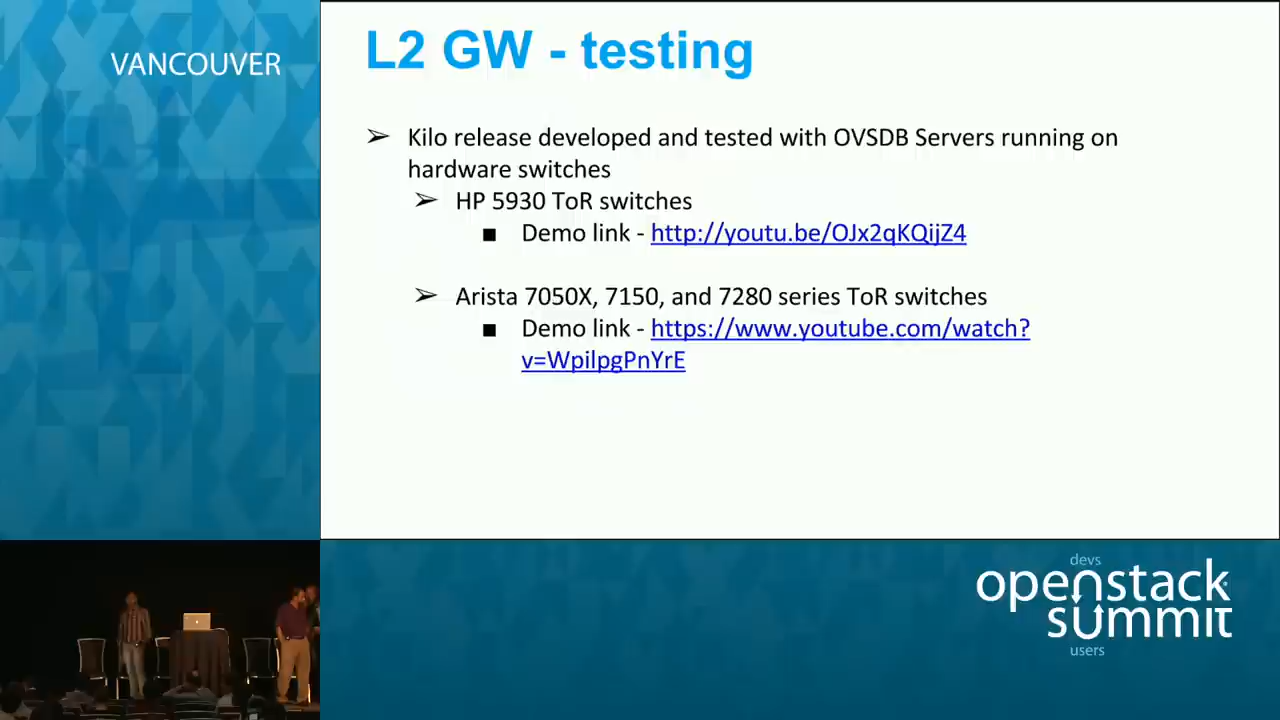 VANCOUVER
L2 GW - testing
➢ Kilo release developed and tested with OVSDB Servers running on
hardware switches
➢ HP 5930 ToR switches
■ Demo link - http://youtu.be/OJx2qKQijZ4
➢ Arista 7050X, 7150, and 7280 series ToR switches
■ Demo link - https://www.youtube.com/watch?
v=WpilpgPnYrE
devs
openstack
summit
users